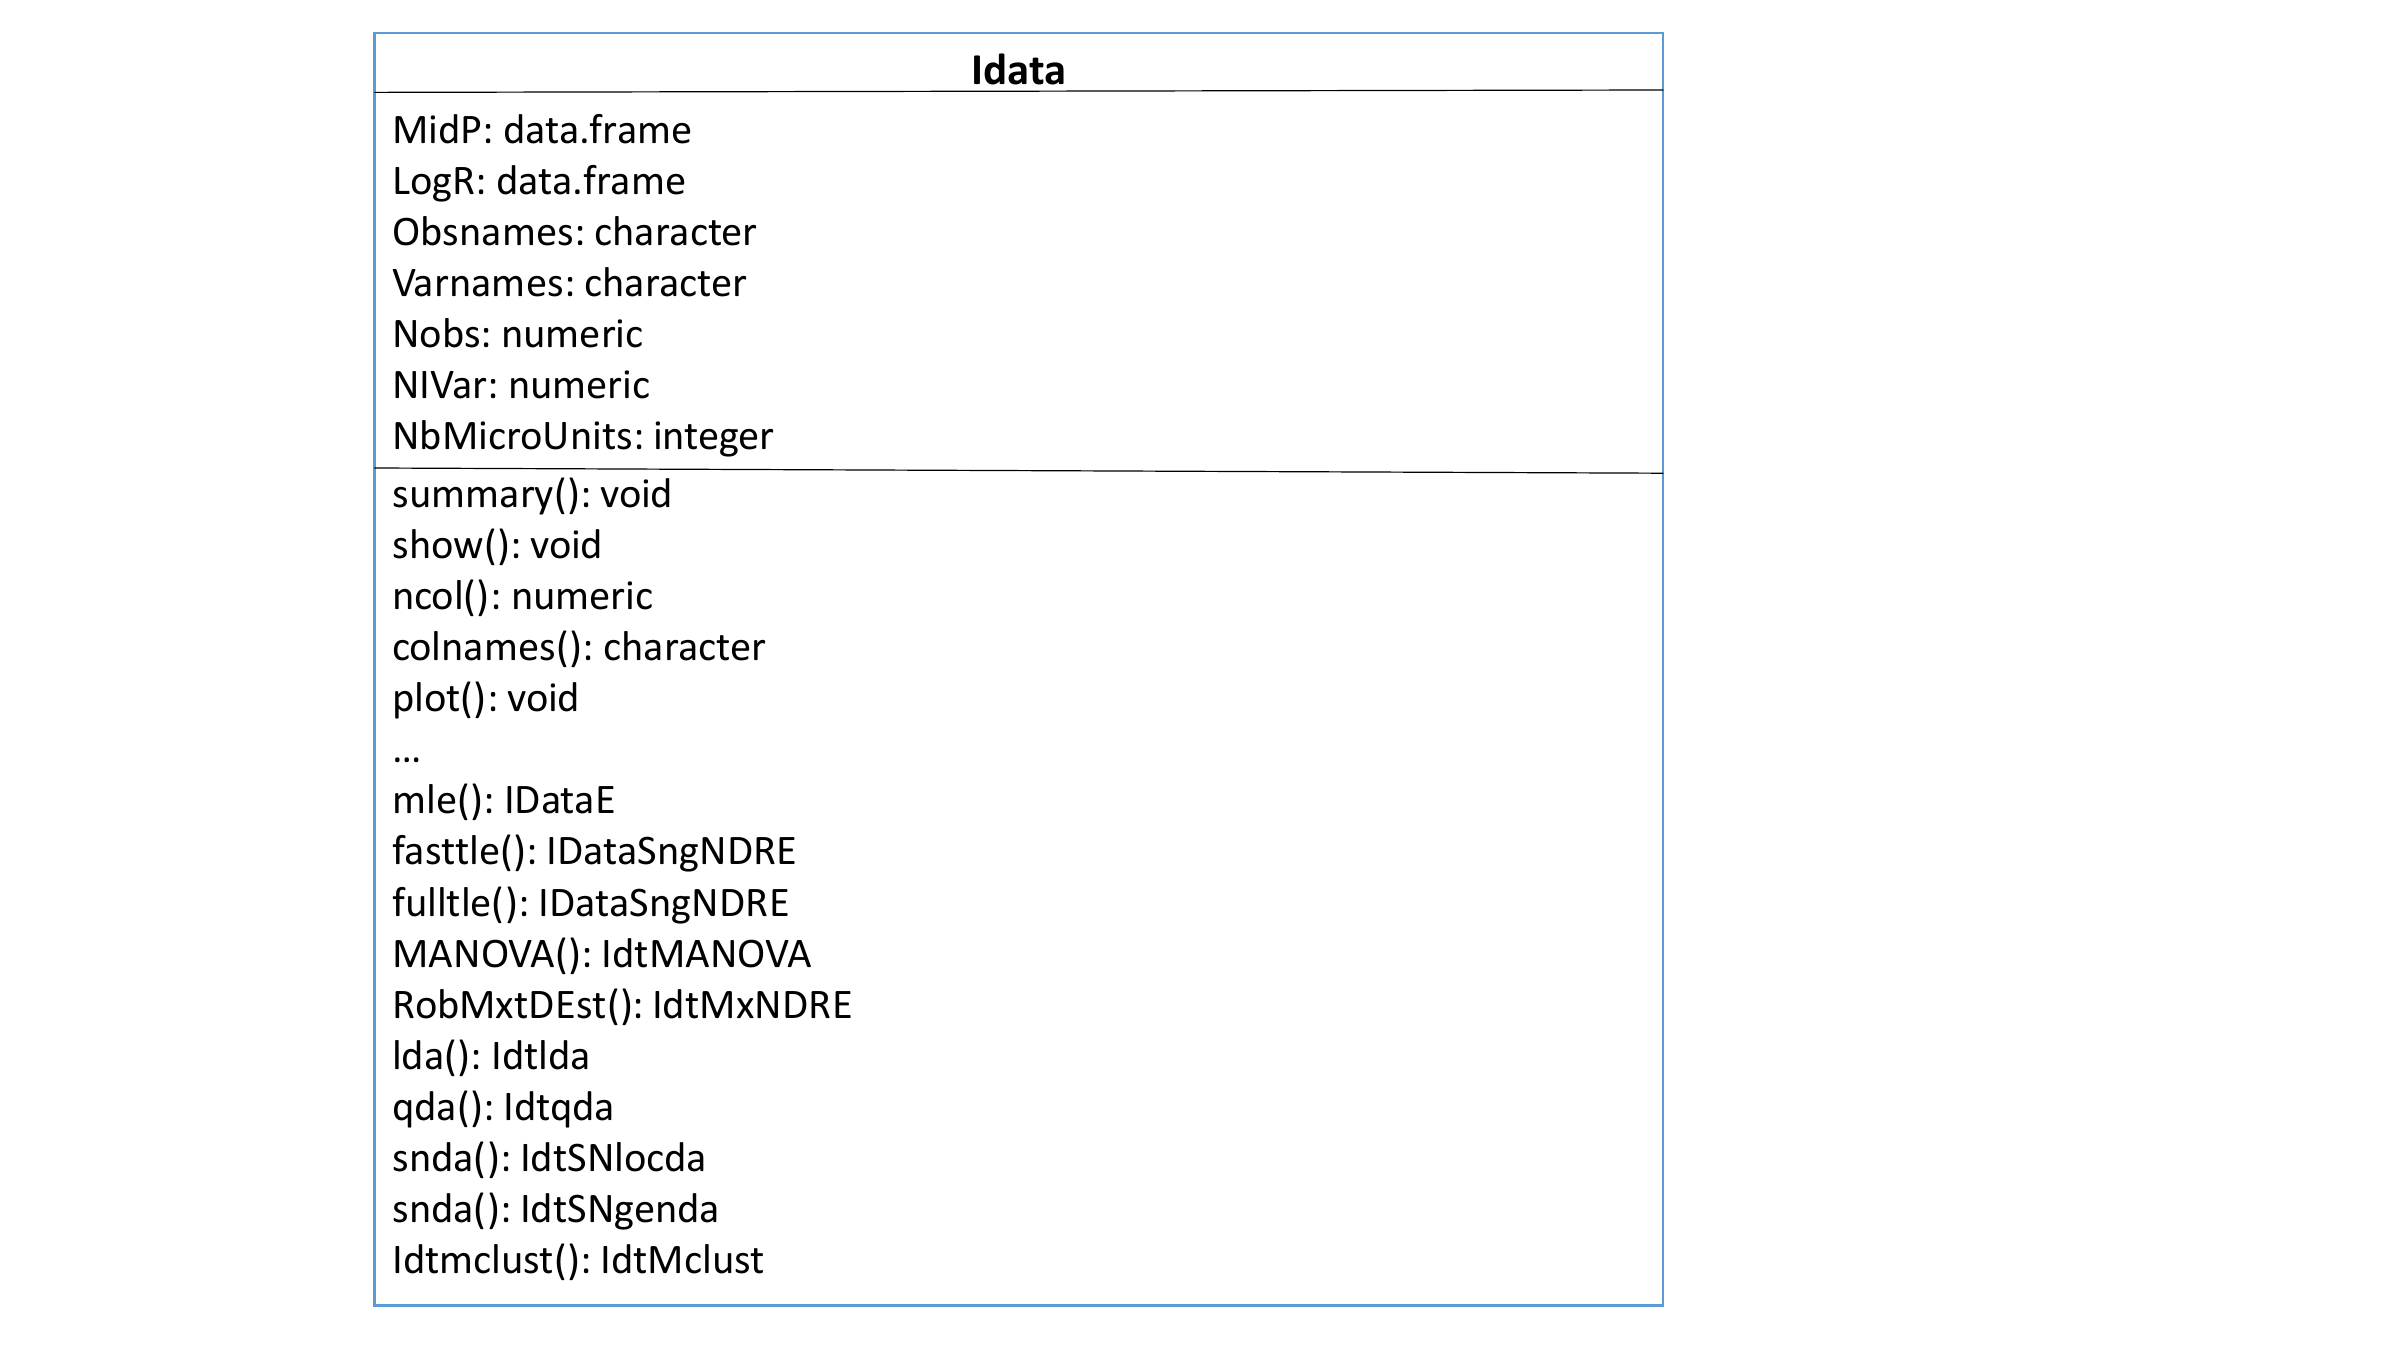 Idata
MidP: data.frame
LogR: data.frame
Obsnames: character
Varnames: character
Nobs: numeric
NIVar: numeric
NbMicroUnits: integer
summary(): void
show(): void
ncol(): numeric
colnames(): character
plot(): void
…
mle(): IDataE
fasttle(): IDataSngNDRE
fulltle(): IDataSngNDRE
MANOVA(): IdtMANOVA
RobMxtDEst(): IdtMxNDRE
lda(): Idtlda
qda(): Idtqda
snda(): IdtSNlocda
snda(): IdtSNgenda
Idtmclust(): IdtMclust